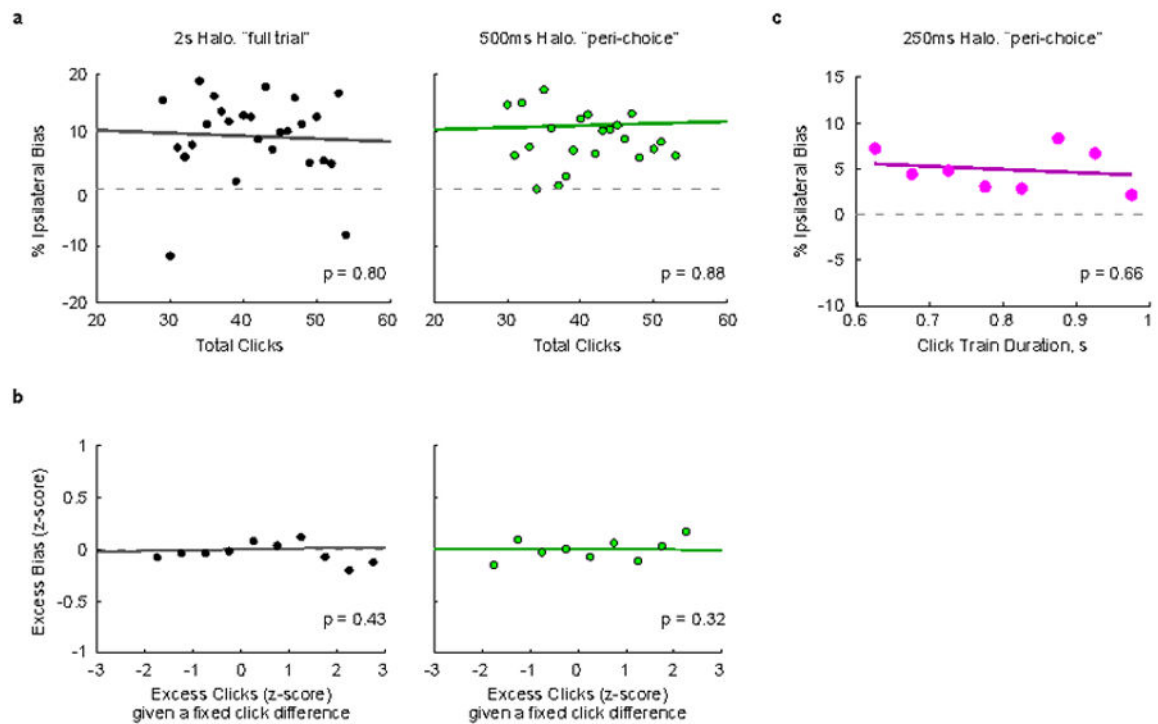 a
2s Halo. "full trial"
500ms Halo. "peri-choice"
c
250ms Halo. "peri-choice"
% Ipsilateral Bias
20
10
0
-10
-20
p = 0.80
20 30 40 50 60
Total Clicks
p = 0.88
20 30 40 50 60
Total Clicks
% Ipsilateral Bias
15
10
5
0
-5
-10
p = 0.66
0.6 0.7 0.8 0.9 1
Click Train Duration, s
b
Excess Bias (z-score)
1
0.5
0
-0.5
-1
p = 0.43
-3 -2 -1 0 1 2 3
Excess Clicks (z-score)
given a fixed click difference
p = 0.32
-3 -2 -1 0 1 2 3
Excess Clicks (z-score)
given a fixed click difference